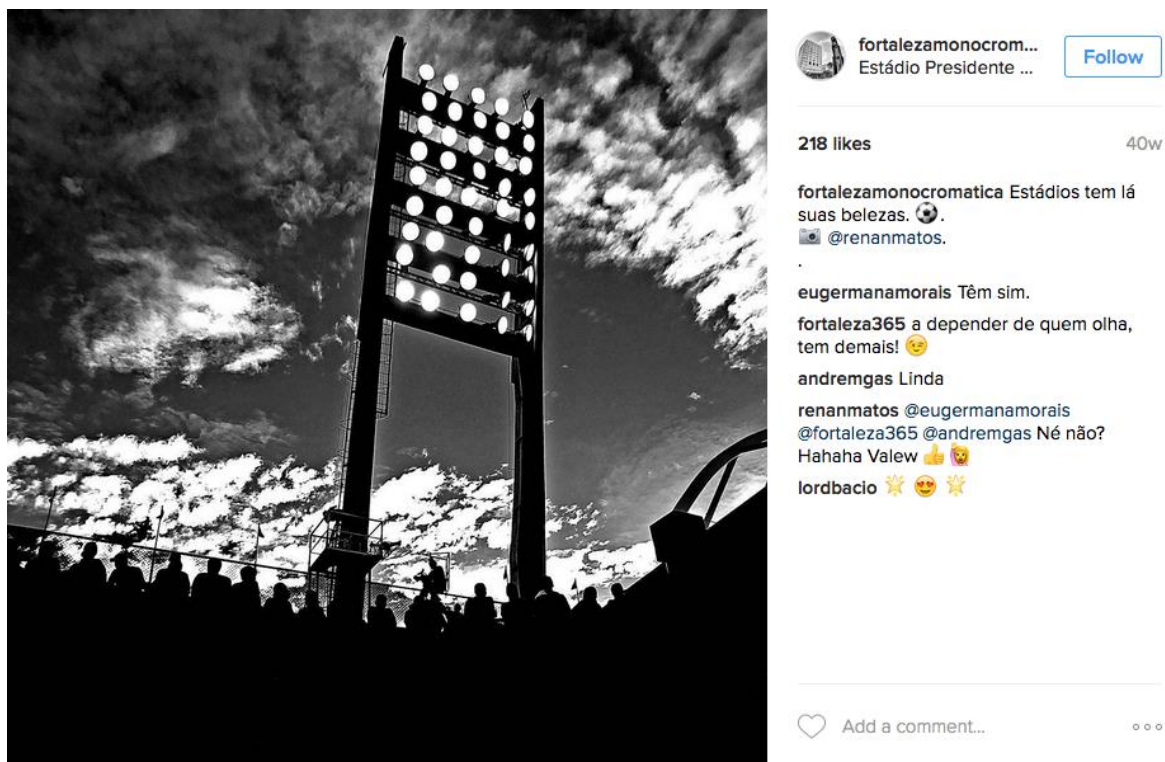 fortalezamonocrom...
Estádio Presidente ...
Follow
218 likes
40w
fortalezamonocromatica Estádios tem lá
suas belezas. ⚽.
📷 @renanmatos.
.
eugermanamorais Têm sim.
fortaleza365 a depender de quem olha,
tem demais! 😉
andremgas Linda
renanmatos @eugermanamorais
@fortaleza365 @andremgas Né não?
Hahaha Valew 👍 🙋
lordbacio 🌟 😍 🌟
Add a comment...